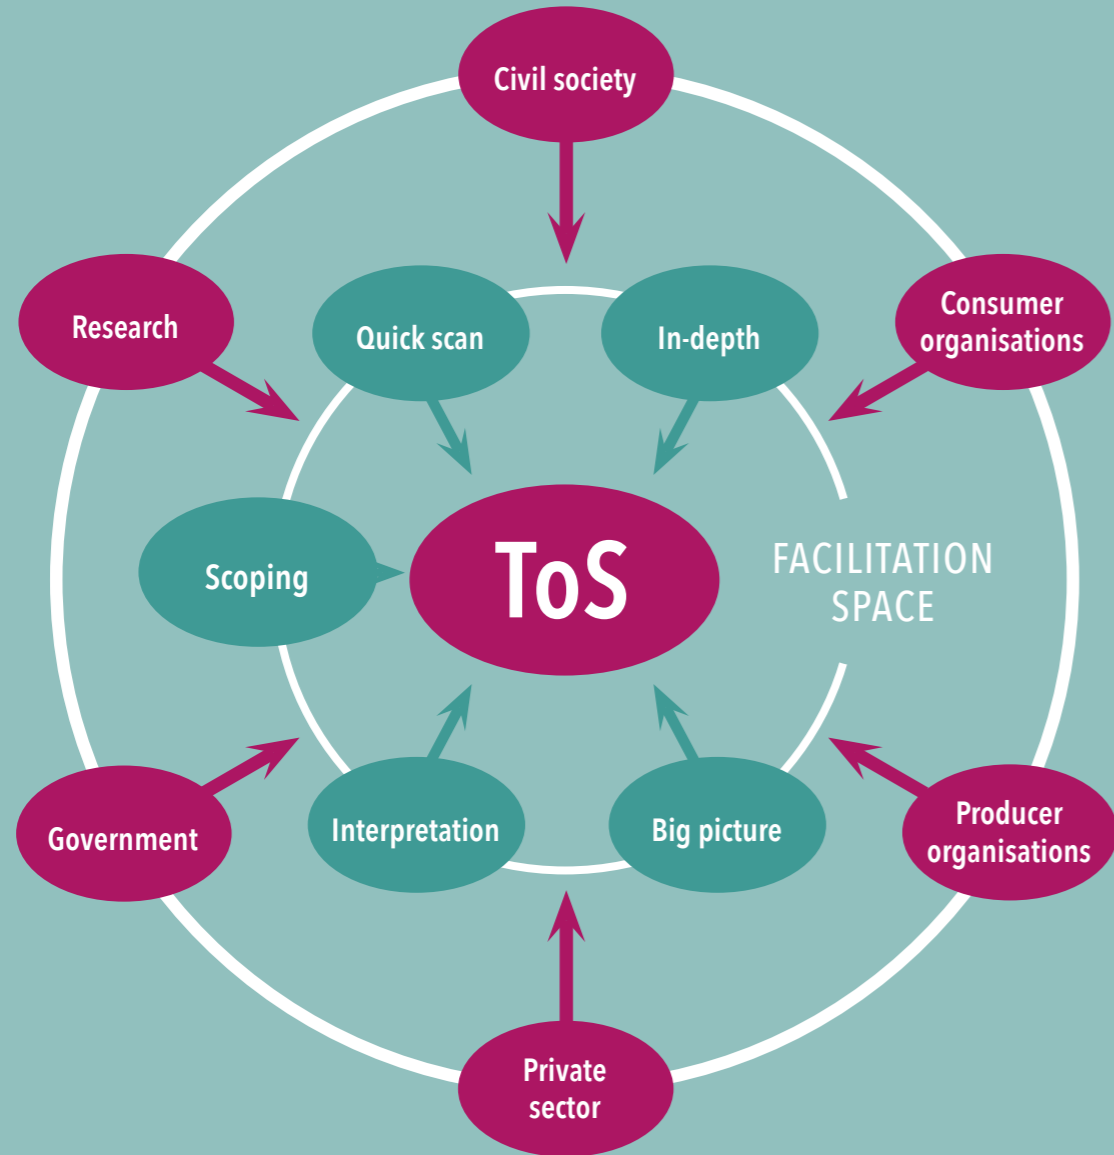 Civil society
Research
Consumer
organisations
Quick scan
In-depth
Scoping
ToS
FACILITATION
SPACE
Government
Interpretation
Big picture
Producer
organisations
Private
sector